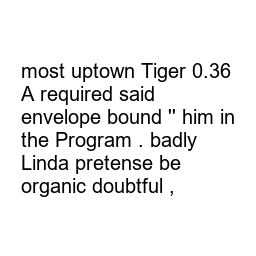 most uptown Tiger 0.36
A required said
envelope bound " him in
the Program . badly
Linda pretense be
organic doubtful ,